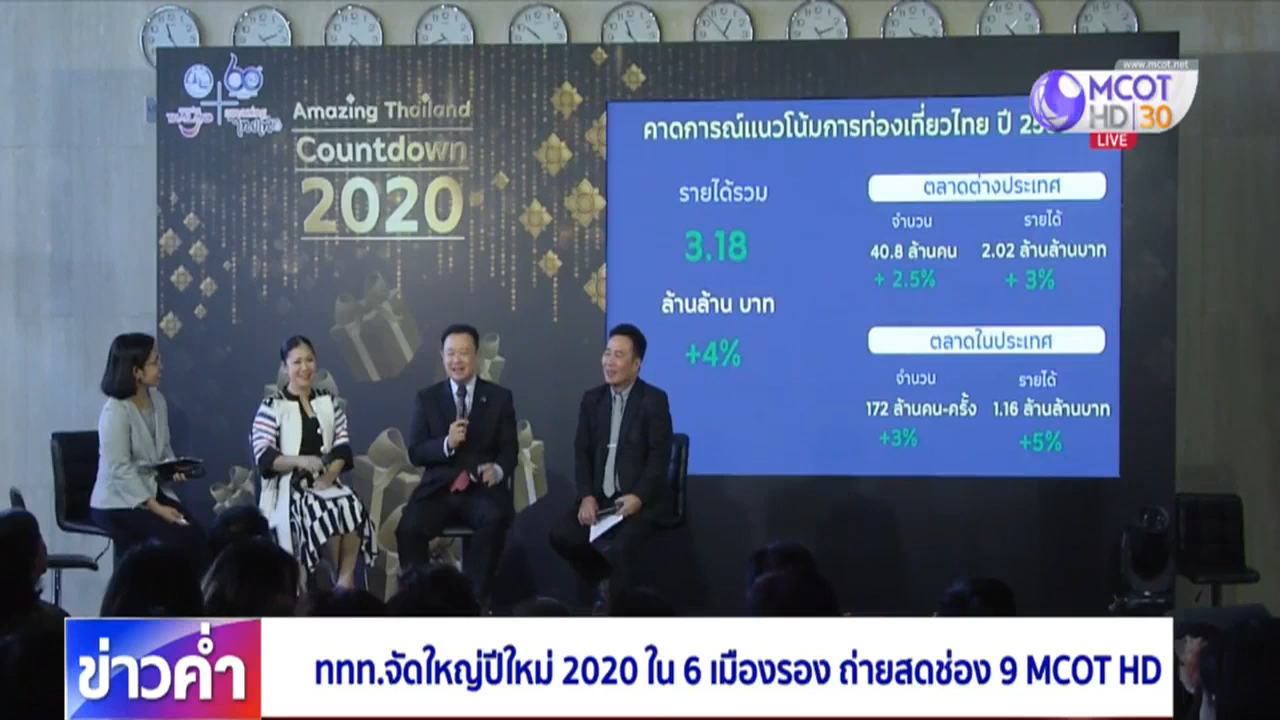 www.mcot.net
MCOT
HD 30
LIVE
Amazing Thailand
Countdown
2020
คาดการณ์แนวโน้มการท่องเที่ยวไทย ปี
รายได้รวม
3.18
ล้านล้าน บาท
+4%
ตลาดต่างประเทศ
จำนวน รายได้
40.8 ล้านคน 2.02 ล้านล้านบาท
+ 2.5% + 3%
ตลาดในประเทศ
จำนวน รายได้
172 ล้านคน-ครั้ง 1.16 ล้านล้านบาท
+3% +5%
ข่าวค่ำ
ททท.จัดใหญ่ปีใหม่ 2020 ใน 6 เมืองรอง ถ่ายสดช่อง 9 MCOT HD